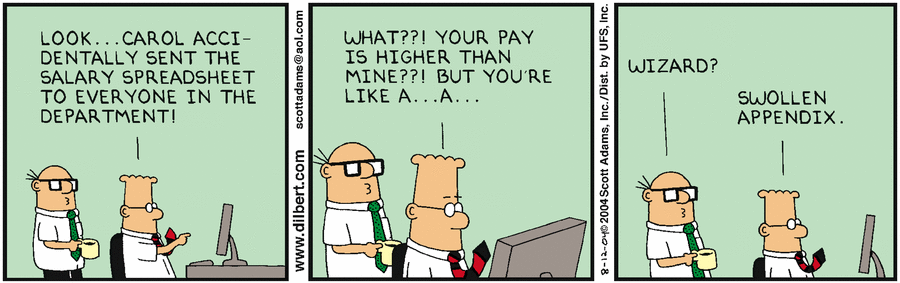 LOOK...CAROL ACCI-
DENTALLY SENT THE
SALARY SPREADSHEET
TO EVERYONE IN THE
DEPARTMENT!
www.dilbert.com
scottadams@aol.com
WHAT??! YOUR PAY
IS HIGHER THAN
MINE??! BUT YOU'RE
LIKE A...A...
8-12-04 © 2004 Scott Adams, Inc./Dist. by UFS, Inc.
WIZARD?
SWOLLEN
APPENDIX.